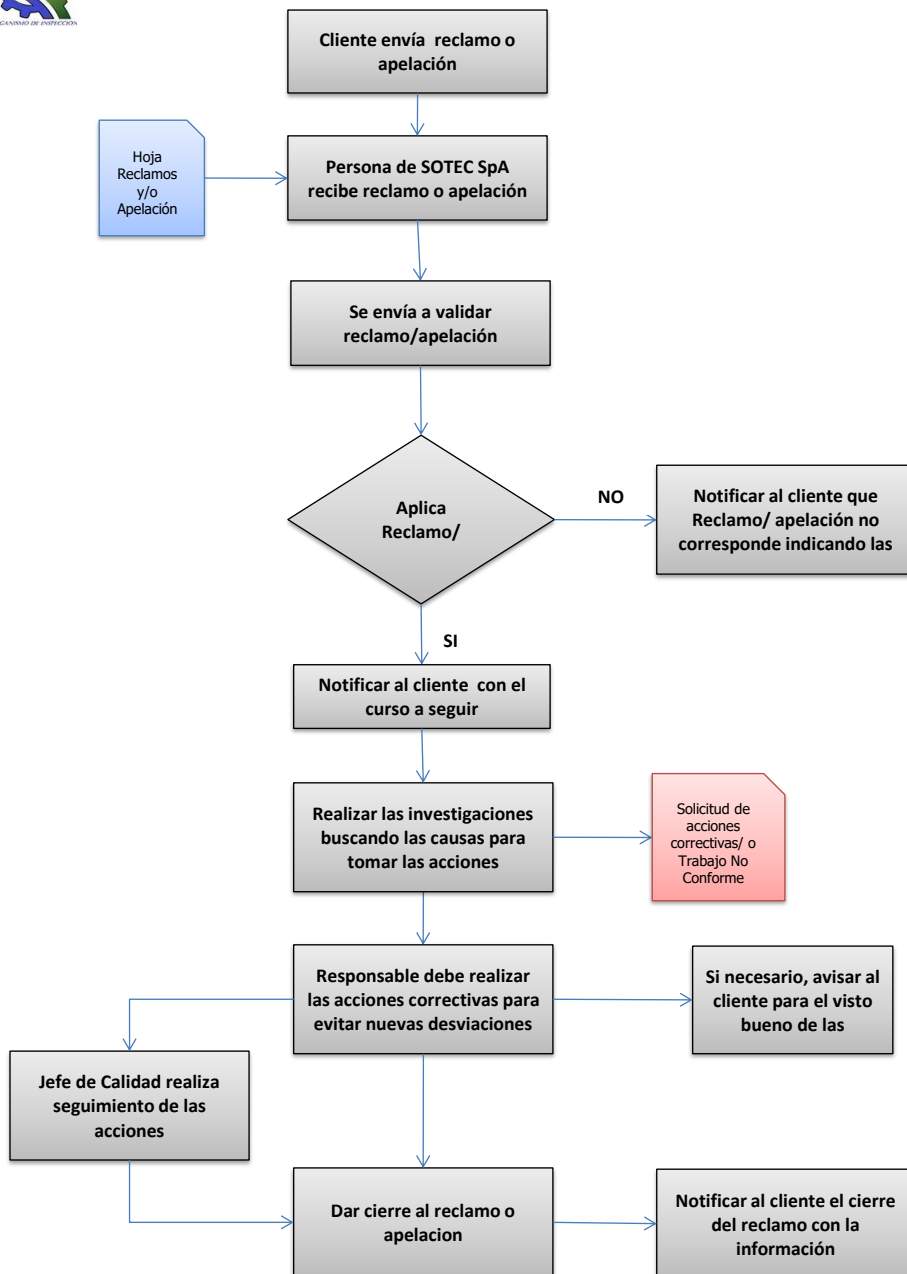 GANISMO DE INSPECCIÓN
Cliente envía reclamo o
apelación
Hoja
Reclamos
y/o
Apelación
Persona de SOTEC SpA
recibe reclamo o apelación
Se envía a validar
reclamo/apelación
Aplica
Reclamo/
NO
Notificar al cliente que
Reclamo/ apelación no
corresponde indicando las
SI
Notificar al cliente con el
curso a seguir
Realizar las investigaciones
buscando las causas para
tomar las acciones
Solicitud de
acciones
correctivas/ o
Trabajo No
Conforme
Responsable debe realizar
las acciones correctivas para
evitar nuevas desviaciones
Si necesario, avisar al
cliente para el visto
bueno de las
Jefe de Calidad realiza
seguimiento de las
acciones
Dar cierre al reclamo o
apelacion
Notificar al cliente el cierre
del reclamo con la
información